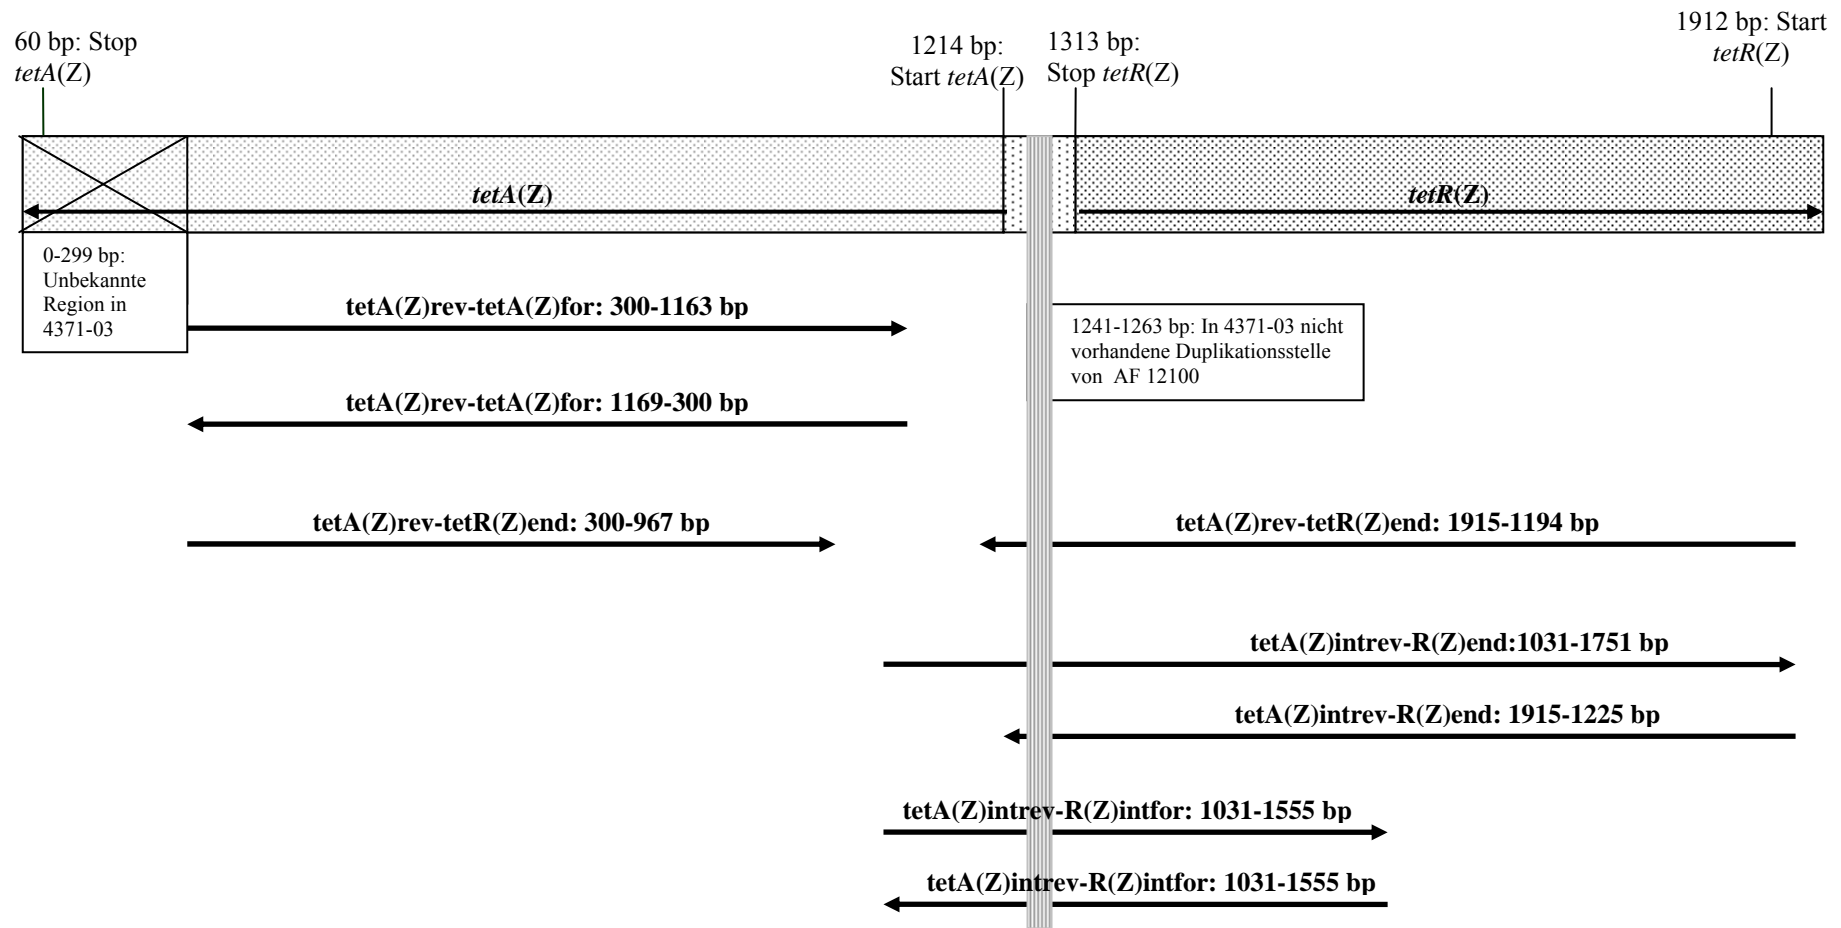 60 bp: Stop
tetA(Z)
1214 bp:
Start tetA(Z)
1313 bp:
Stop tetR(Z)
1912 bp: Start
tetR(Z)
tetA(Z)
tetR(Z)
0-299 bp:
Unbekannte
Region in
4371-03
tetA(Z)rev-tetA(Z)for: 300-1163 bp
1241-1263 bp: In 4371-03 nicht
vorhandene Duplikationsstelle
von AF 12100
tetA(Z)rev-tetA(Z)for: 1169-300 bp
tetA(Z)rev-tetR(Z)end: 300-967 bp
tetA(Z)rev-tetR(Z)end: 1915-1194 bp
tetA(Z)intrev-R(Z)end:1031-1751 bp
tetA(Z)intrev-R(Z)end: 1915-1225 bp
tetA(Z)intrev-R(Z)intfor: 1031-1555 bp
tetA(Z)intrev-R(Z)intfor: 1031-1555 bp